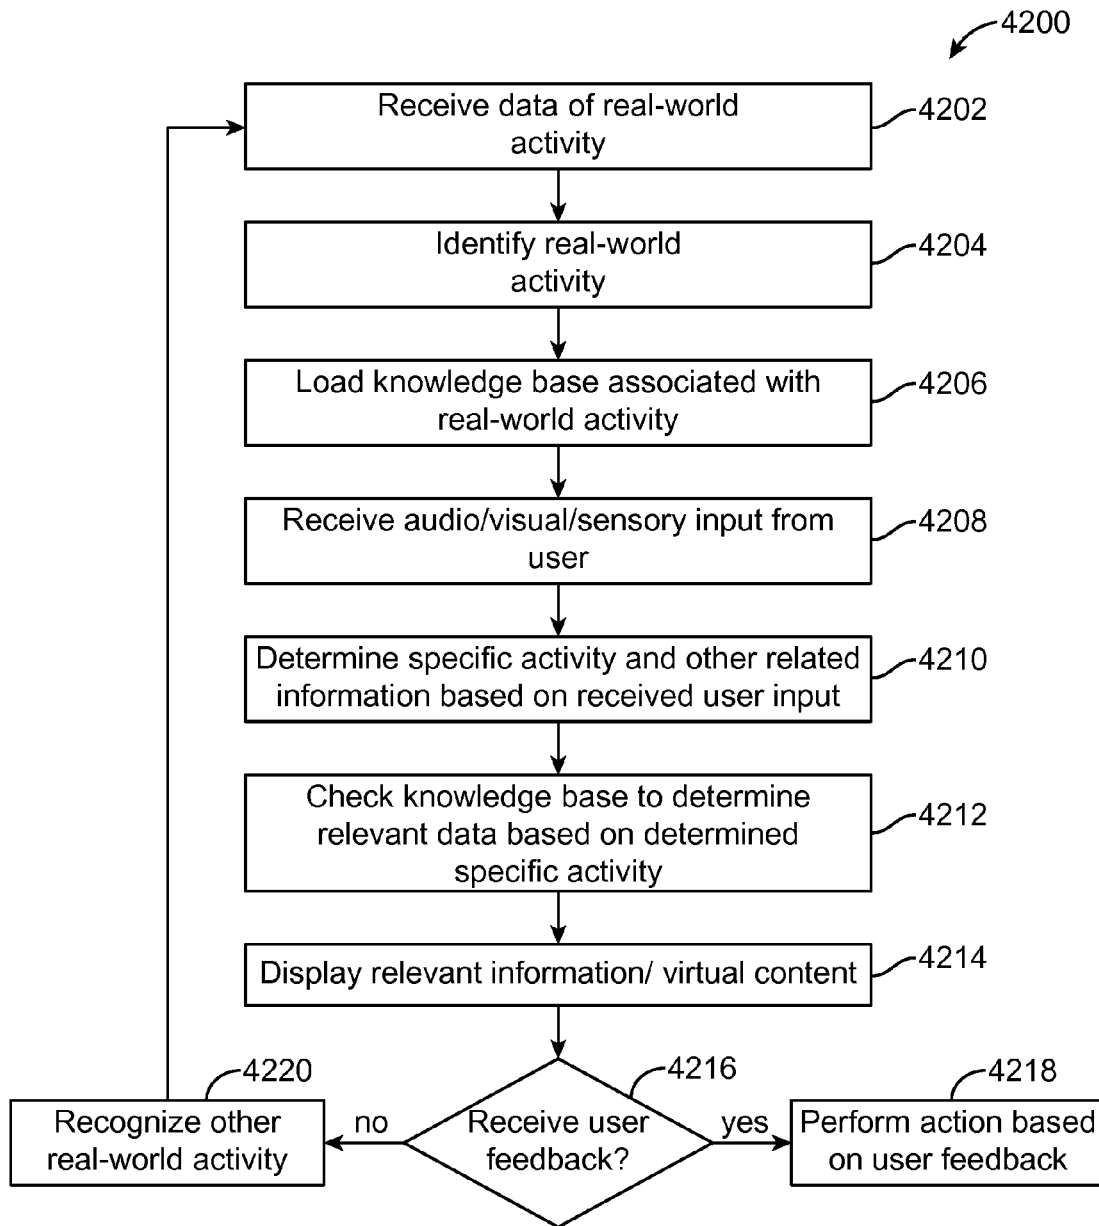 4200
Receive data of real-world
activity
4202
Identify real-world
activity
4204
Load knowledge base associated with
real-world activity
4206
Receive audio/visual/sensory input from
user
4208
Determine specific activity and other related
information based on received user input
4210
Check knowledge base to determine
relevant data based on determined
specific activity
4212
Display relevant information/ virtual content
4214
4220
Recognize other
real-world activity
no
4216
Receive user
feedback?
yes
4218
Perform action based
on user feedback